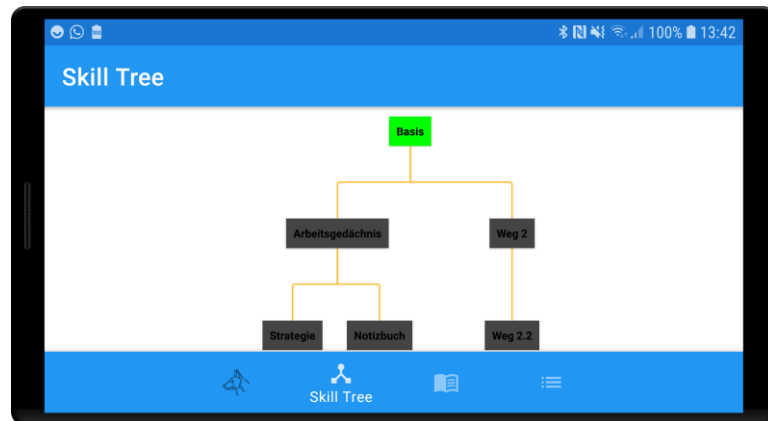 100% 13:42
Skill Tree
Basis
Arbeitsgedächnis Weg 2
Strategie Notizbuch Weg 2.2
Skill Tree